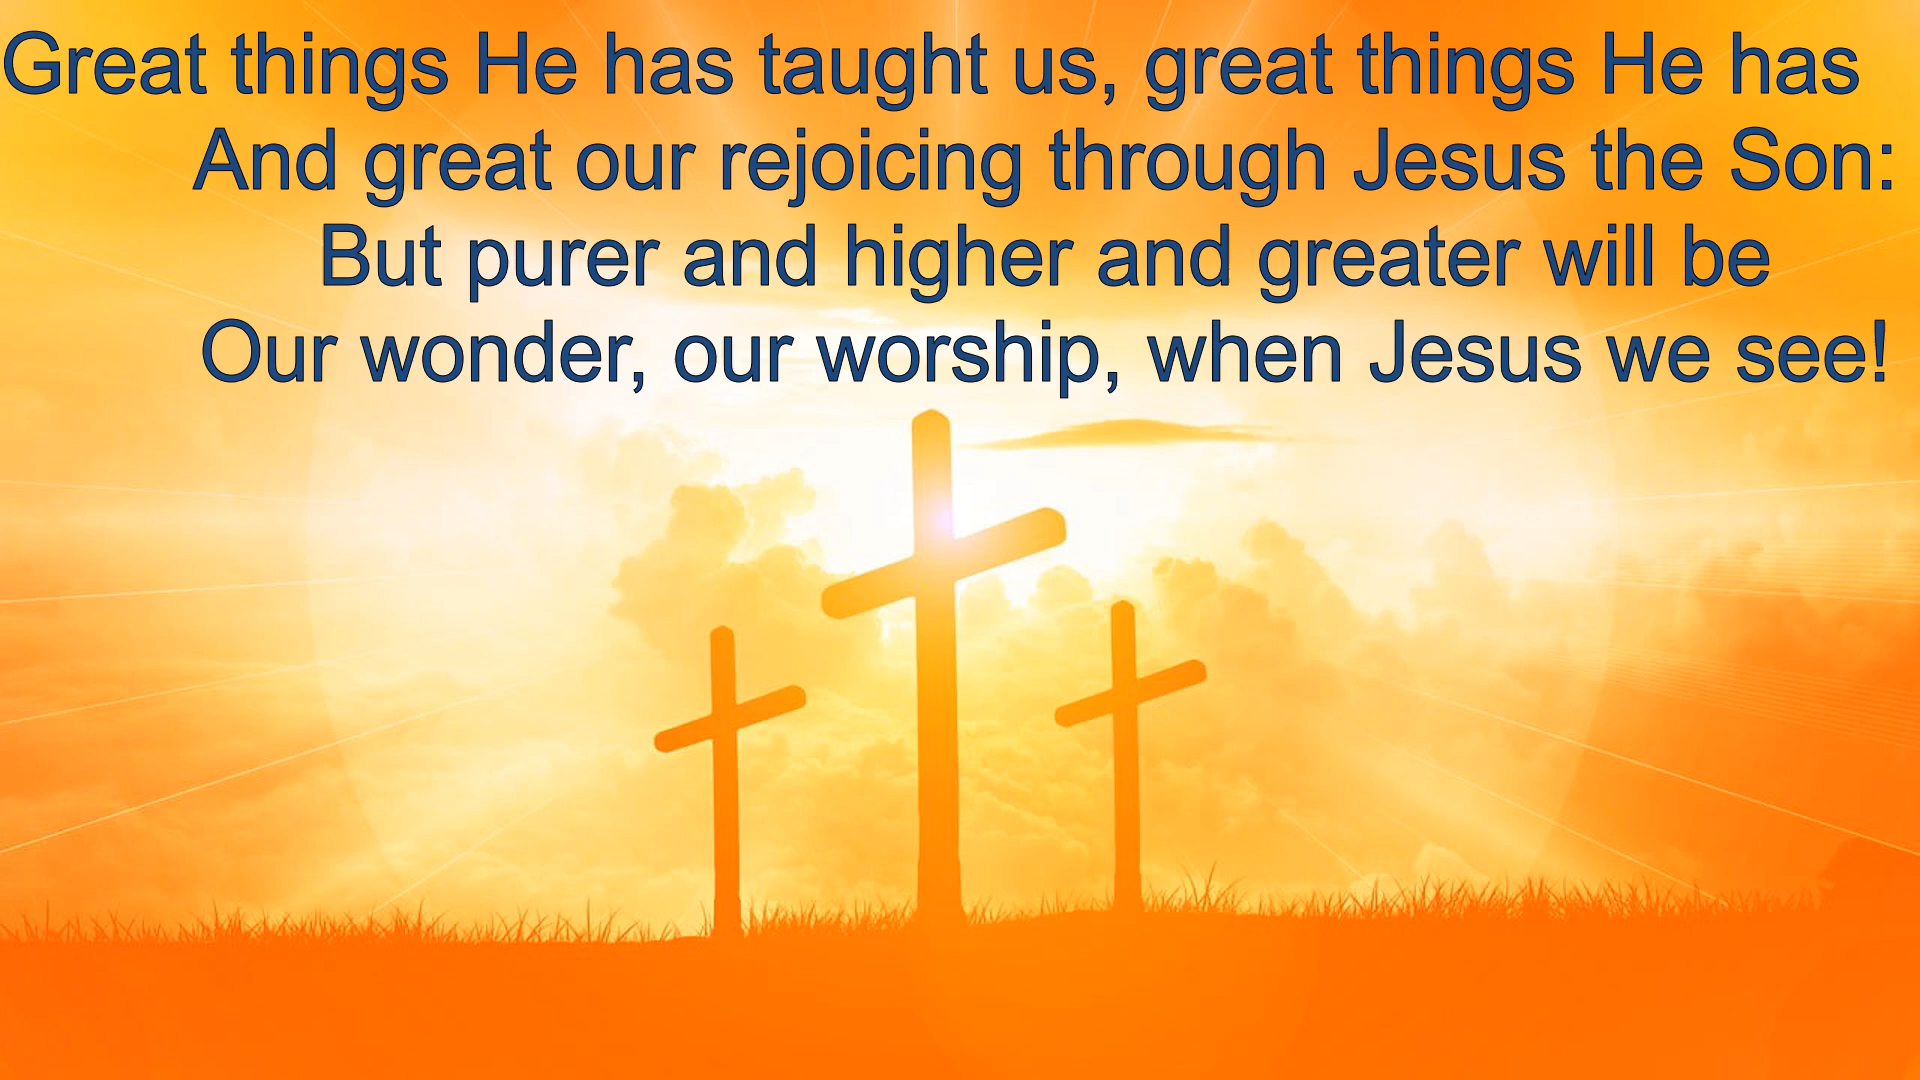 Great things He has taught us, great things He has
And great our rejoicing through Jesus the Son:
But purer and higher and greater will be
Our wonder, our worship, when Jesus we see!